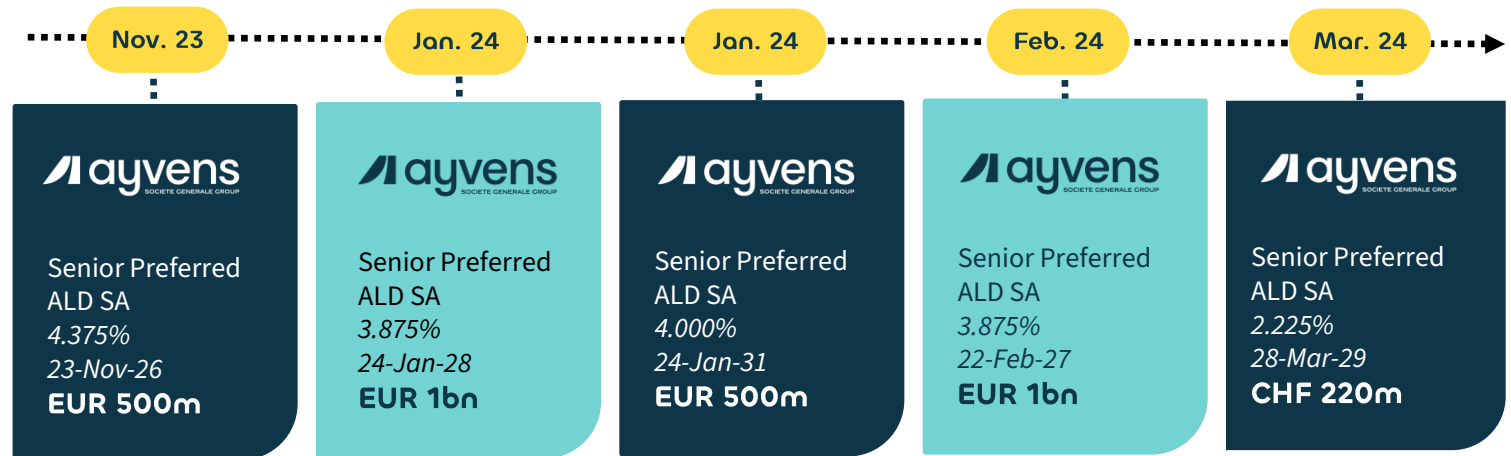 Nov. 23
Jan. 24
Jan. 24
Feb. 24
Mar. 24
ayvens
SOCIETE GENERALE GROUP
Senior Preferred
ALD SA
4.375%
23-Nov-26
EUR 500m
ayvens
SOCIETE GENERALE GROUP
Senior Preferred
ALD SA
3.875%
24-Jan-28
EUR 1bn
ayvens
SOCIETE GENERALE GROUP
Senior Preferred
ALD SA
4.000%
24-Jan-31
EUR 500m
ayvens
SOCIETE GENERALE GROUP
Senior Preferred
ALD SA
3.875%
22-Feb-27
EUR 1bn
ayvens
SOCIETE GENERALE GROUP
Senior Preferred
ALD SA
2.225%
28-Mar-29
CHF 220m